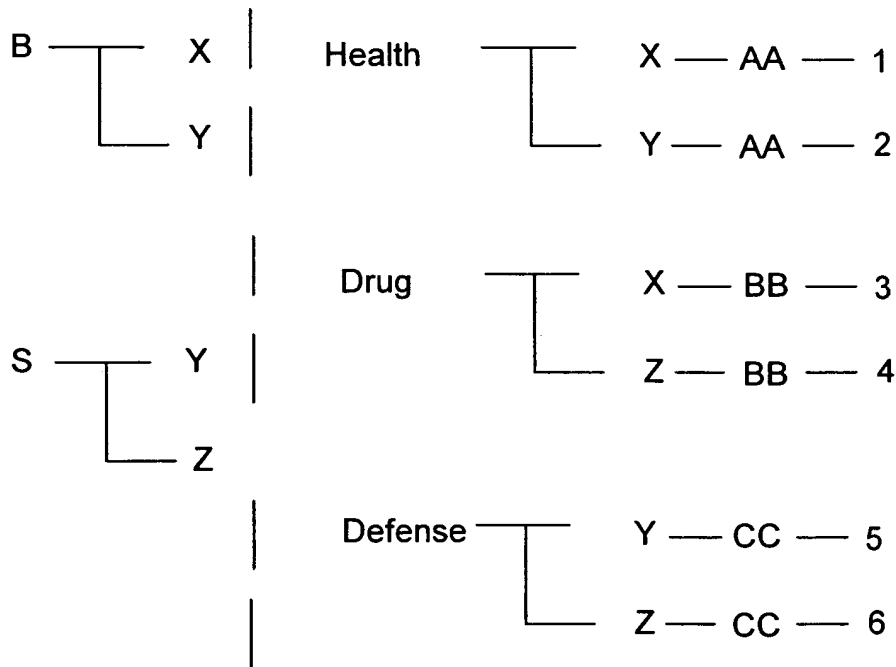 B X Health X AA 1
Y Y AA 2
Drug X BB 3
S Y Z BB 4
Z
Defense Y CC 5
Z CC 6